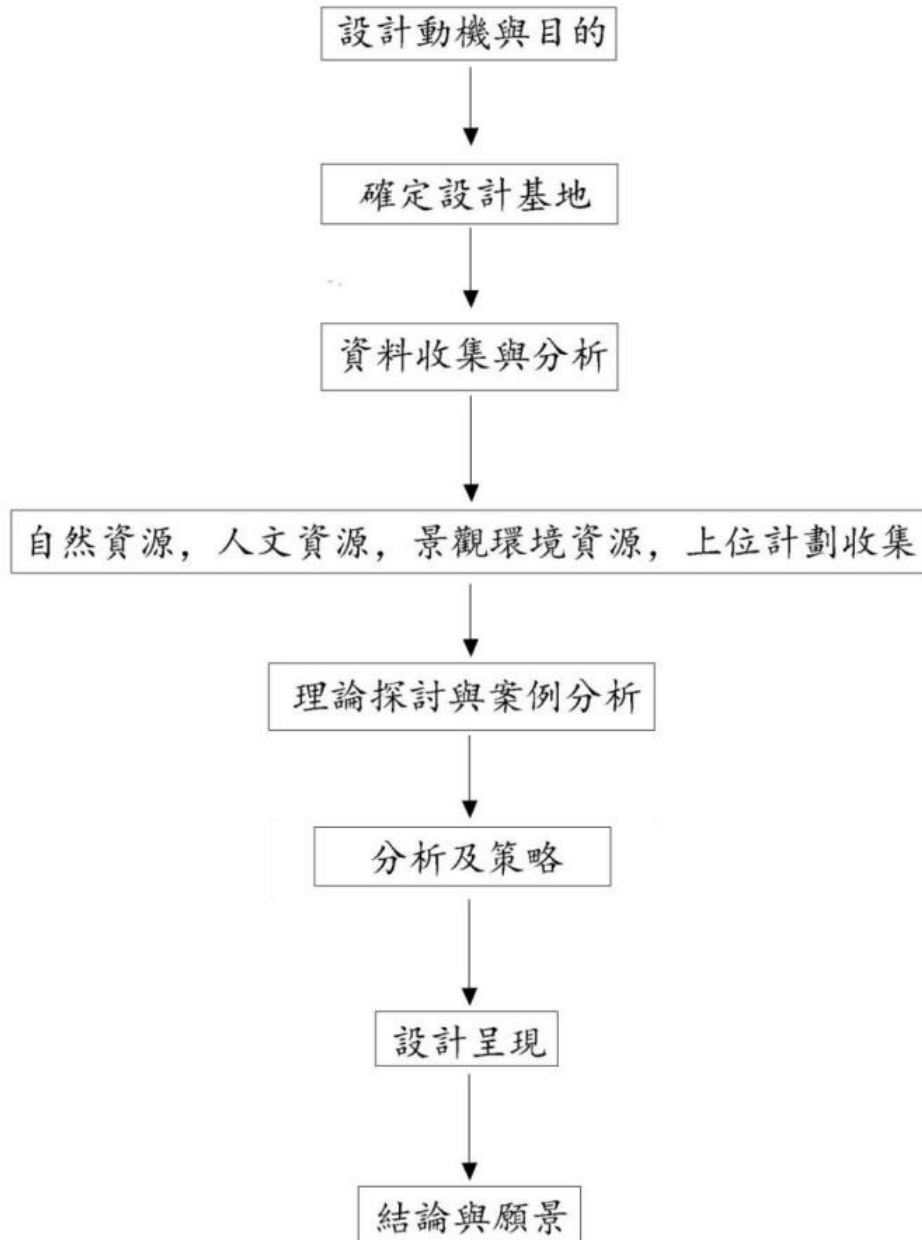 設計動機與目的
確定設計基地
資料收集與分析
自然資源，人文資源，景觀環境資源，上位計劃收集
理論探討與案例分析
分析及策略
設計呈現
結論與願景